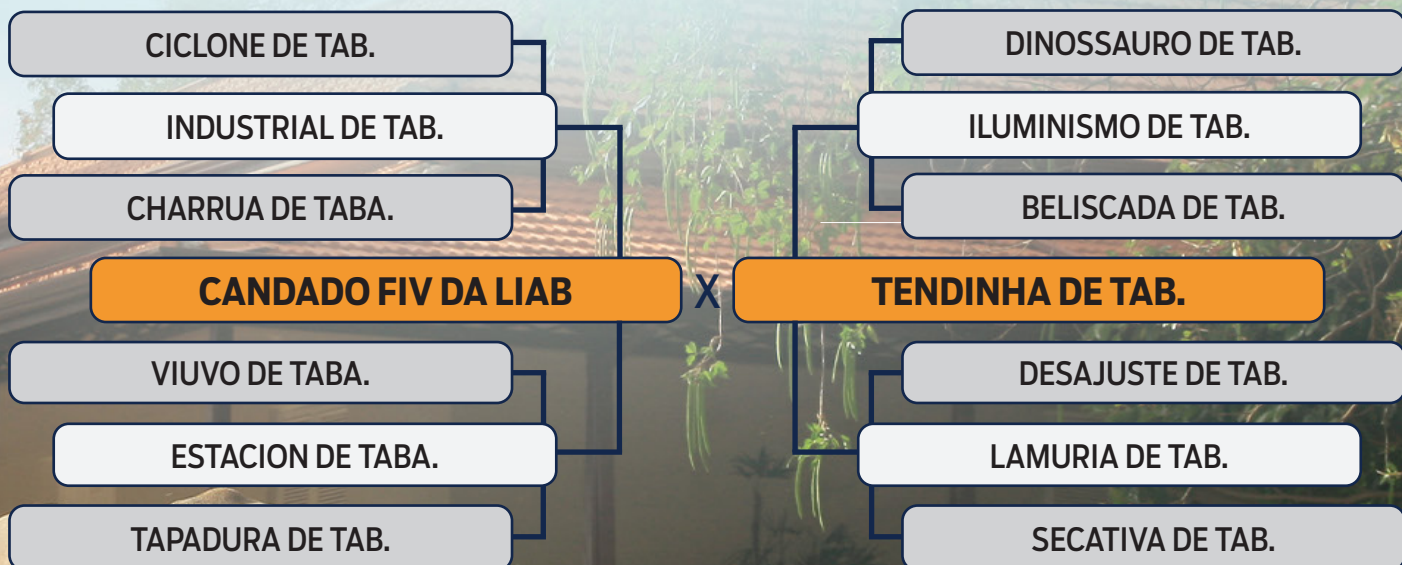 CICLONE DE TAB.
INDUSTRIAL DE TAB.
CHARRUA DE TABA.
CANDADO FIV DA LIAB
VIUVO DE TABA.
ESTACION DE TABA.
TAPADURA DE TAB.
X
DINOSSAURO DE TAB.
ILUMINISMO DE TAB.
BELISCADA DE TAB.
TENDINHA DE TAB.
DESAJUSTE DE TAB.
LAMURIA DE TAB.
SECATIVA DE TAB.